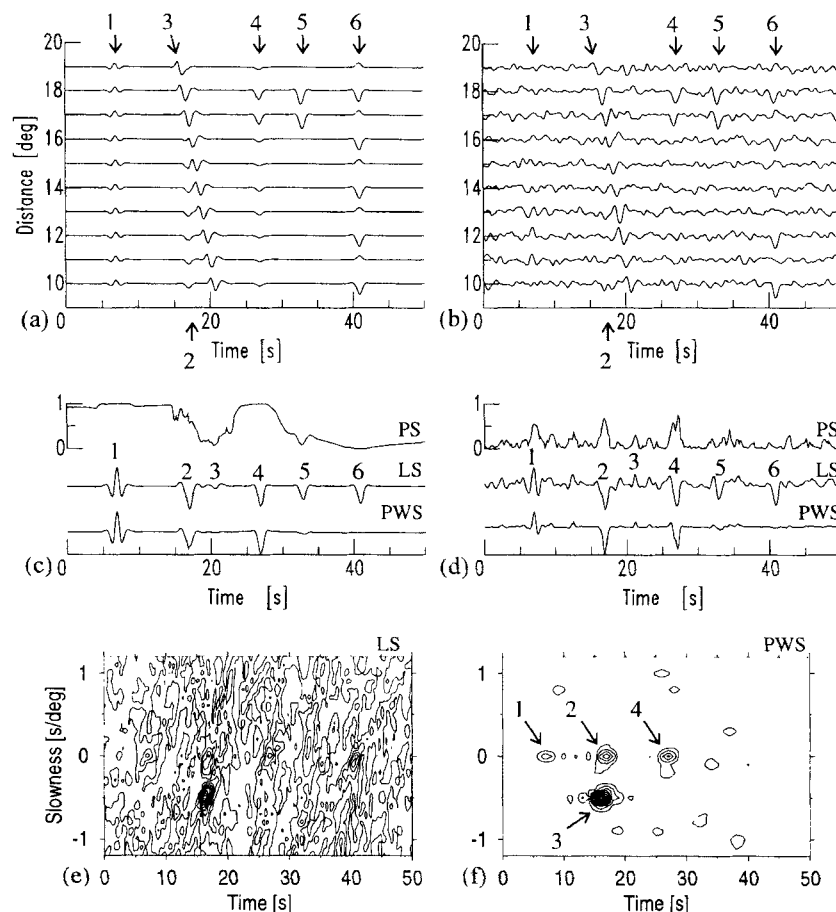 1 3 4 5 6
20
18
16
14
12
10
Distance [deg]
(a)
0 20 40
2
Time [s]
1 3 4 5 6
20
18
16
14
12
10
(b)
0 20 40
2
Time [s]
1
0
PS
1 2 3 4 5 6
LS
PWS
(c)
0 20 40
Time [s]
1
0
PS
1 2 3 4 5 6
LS
PWS
(d)
0 20 40
Time [s]
LS
1
0
-1
Slowness [s/deg]
(e)
0 10 20 30 40 50
Time [s]
PWS
1
0
-1
1 2 4
3
(f)
0 10 20 30 40 50
Time [s]